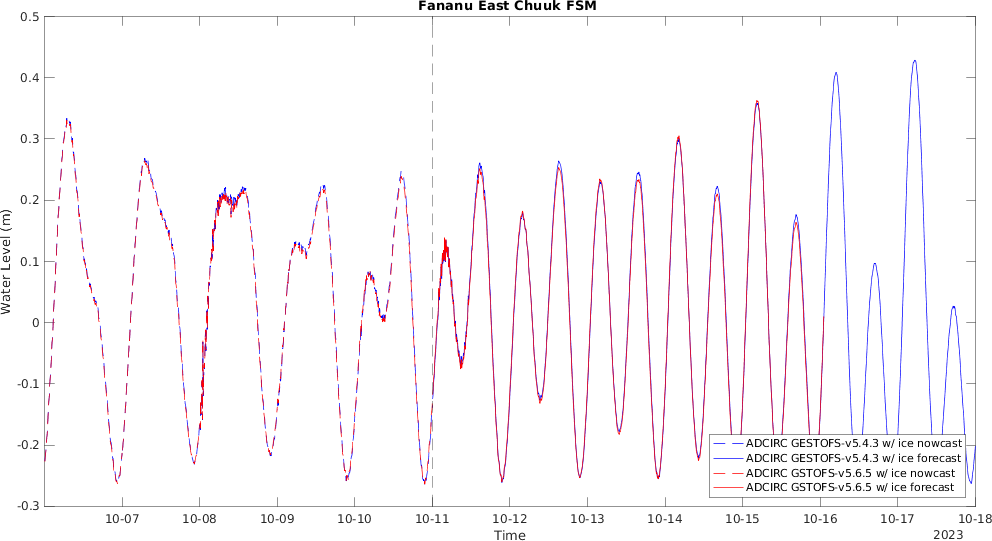 Fananu East Chuuk FSM
0.5
0.4
0.3
0.2
0.1
0
-0.1
-0.2
-0.3
Water Level (m)
ADCIRC GESTOFS-v5.4.3 w/ ice nowcast
ADCIRC GESTOFS-v5.4.3 w/ ice forecast
ADCIRC GSTOFS-v5.6.5 w/ ice nowcast
ADCIRC GSTOFS-v5.6.5 w/ ice forecast
10-07 10-08 10-09 10-10 10-11 10-12 10-13 10-14 10-15 10-16 10-17 10-18
Time
2023